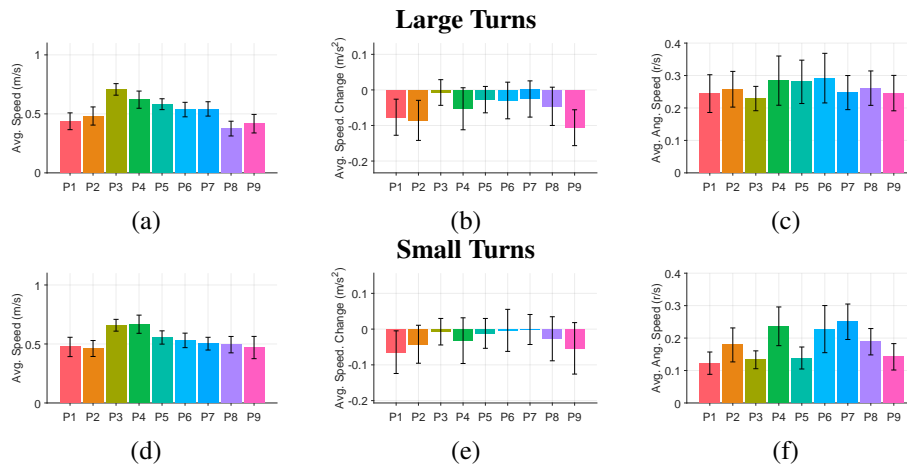 Large Turns
Avg. Speed (m/s)
1
0.5
0
P1 P2 P3 P4 P5 P6 P7 P8 P9
(a)
Avg. Speed. Change (m/s²)
0.1
0
-0.1
-0.2
P1 P2 P3 P4 P5 P6 P7 P8 P9
(b)
Avg. Ang. Speed (r/s)
0.4
0.3
0.2
0.1
0
P1 P2 P3 P4 P5 P6 P7 P8 P9
(c)
Small Turns
Avg. Speed (m/s)
1
0.5
0
P1 P2 P3 P4 P5 P6 P7 P8 P9
(d)
Avg. Speed. Change (m/s²)
0.1
0
-0.1
-0.2
P1 P2 P3 P4 P5 P6 P7 P8 P9
(e)
Avg. Ang. Speed (r/s)
0.4
0.3
0.2
0.1
0
P1 P2 P3 P4 P5 P6 P7 P8 P9
(f)